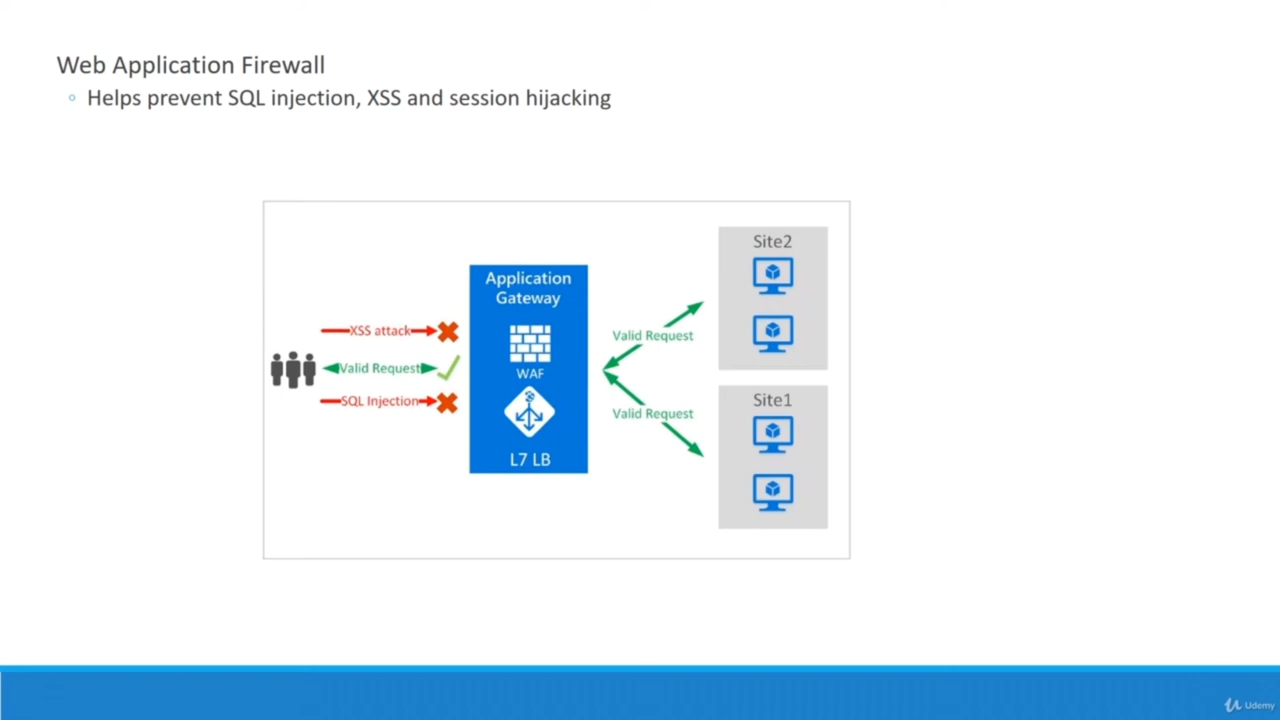 Web Application Firewall
Helps prevent SQL injection, XSS and session hijacking
Application
Gateway
WAF
L7 LB
XSS attack
Valid Request
SQL Injection
Valid Request
Valid Request
Site2
Site1
Udemy